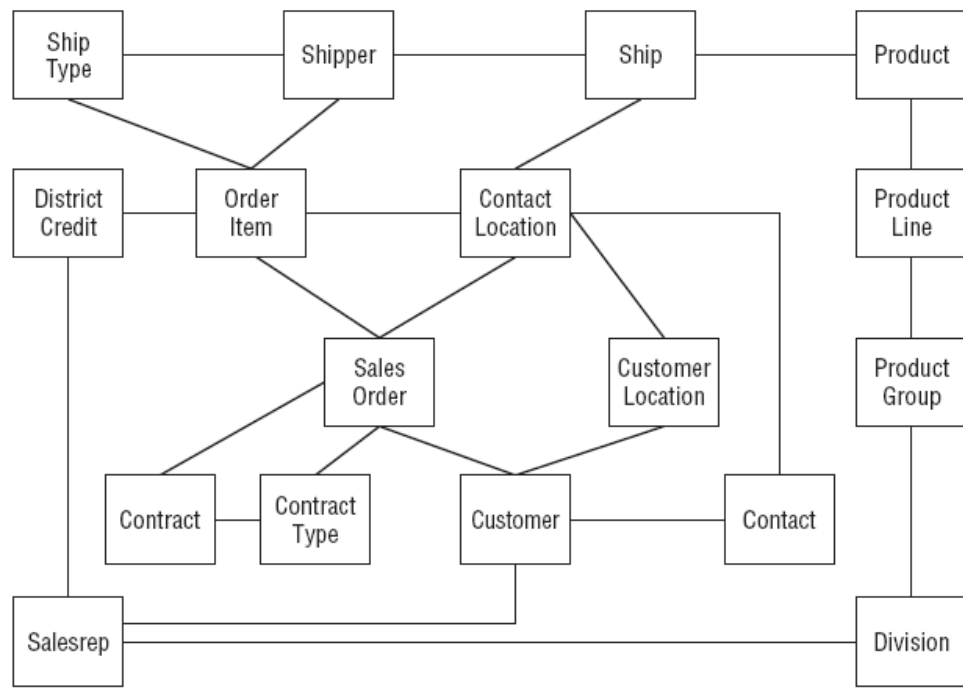 Ship
Type
Shipper
Ship
Product
District
Credit
Order
Item
Contact
Location
Product
Line
Sales
Order
Customer
Location
Product
Group
Contract
Contract
Type
Customer
Contact
Salesrep
Division